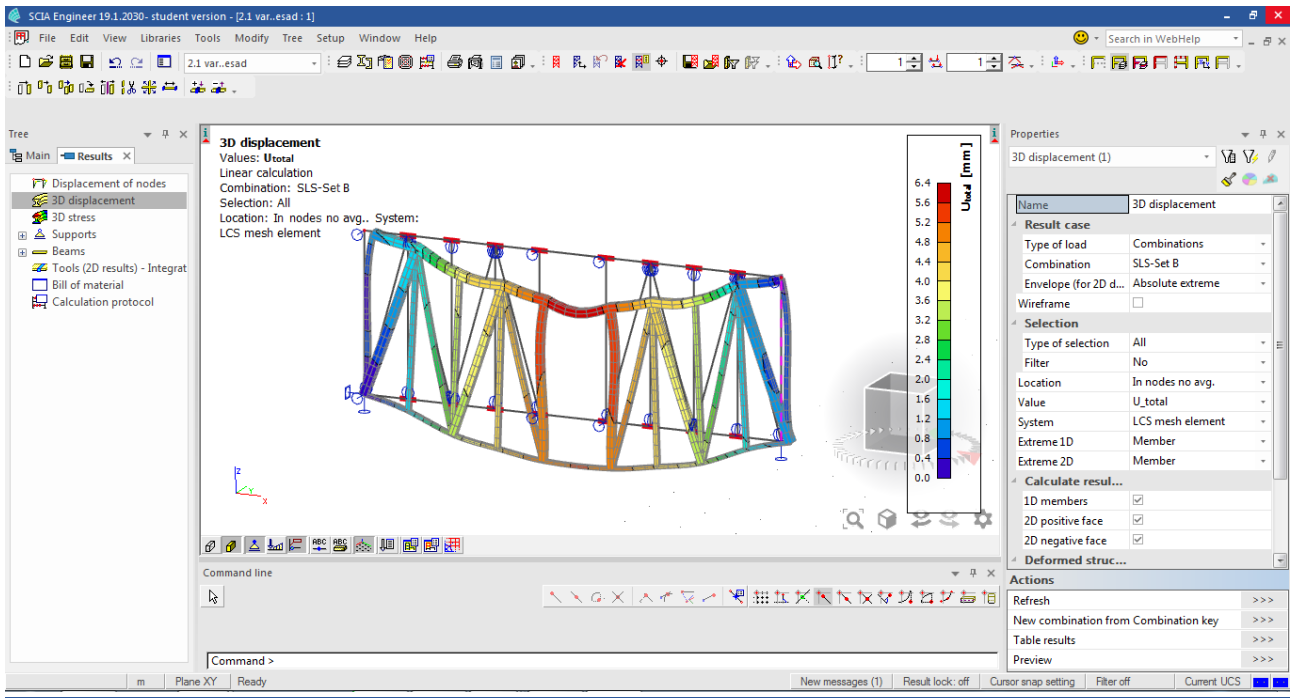 SCIA Engineer 19.1.2030- student version - [2.1 var..esad : 1]
File Edit View Libraries Tools Modify Tree Setup Window Help
Search in WebHelp
2.1 var..esad
1
1
Tree
Main
Results
Displacement of nodes
3D displacement
3D stress
Supports
Beams
Tools (2D results) - Integrat
Bill of material
Calculation protocol
3D displacement
Values: Utotal
Linear calculation
Combination: SLS-Set B
Selection: All
Location: In nodes no avg.. System:
LCS mesh element
Utotal [mm]
6.4
5.6
5.2
4.8
4.4
4.0
3.6
3.2
2.8
2.4
2.0
1.6
1.2
0.8
0.4
0.0
z
Y
x
ABC ABC
Command line
Command >
Properties
3D displacement (1)
Name 3D displacement
Result case
Type of load Combinations
Combination SLS-Set B
Envelope (for 2D d... Absolute extreme
Wireframe
Selection
Type of selection All
Filter No
Location In nodes no avg.
Value U_total
System LCS mesh element
Extreme 1D Member
Extreme 2D Member
Calculate resul...
1D members
2D positive face
2D negative face
Deformed struc...
Actions
Refresh >>>
New combination from Combination key >>>
Table results >>>
Preview >>>
m Plane XY Ready New messages (1) Result lock: off Cursor snap setting Filter off Current UCS